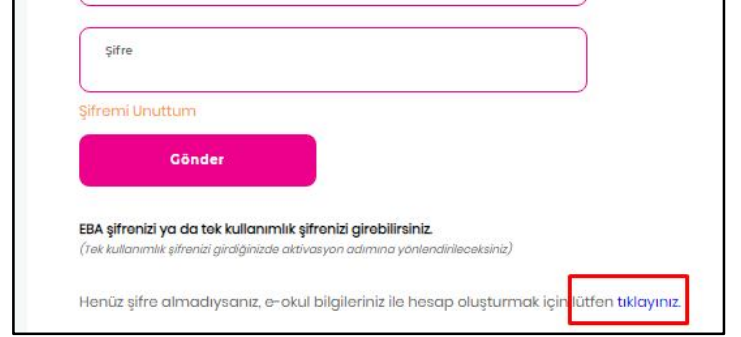 Şifre
Şifremi Unuttum
Gönder
EBA şifrenizi ya da tek kullanımlık şifrenizi girebilirsiniz.
(Tek kullanımlık şifrenizi girdiğinizde aktivasyon adımına yönlendirileceksiniz)
Henüz şifre almadıysanız, e-okul bilgileriniz ile hesap oluşturmak için lütfen tıklayınız.